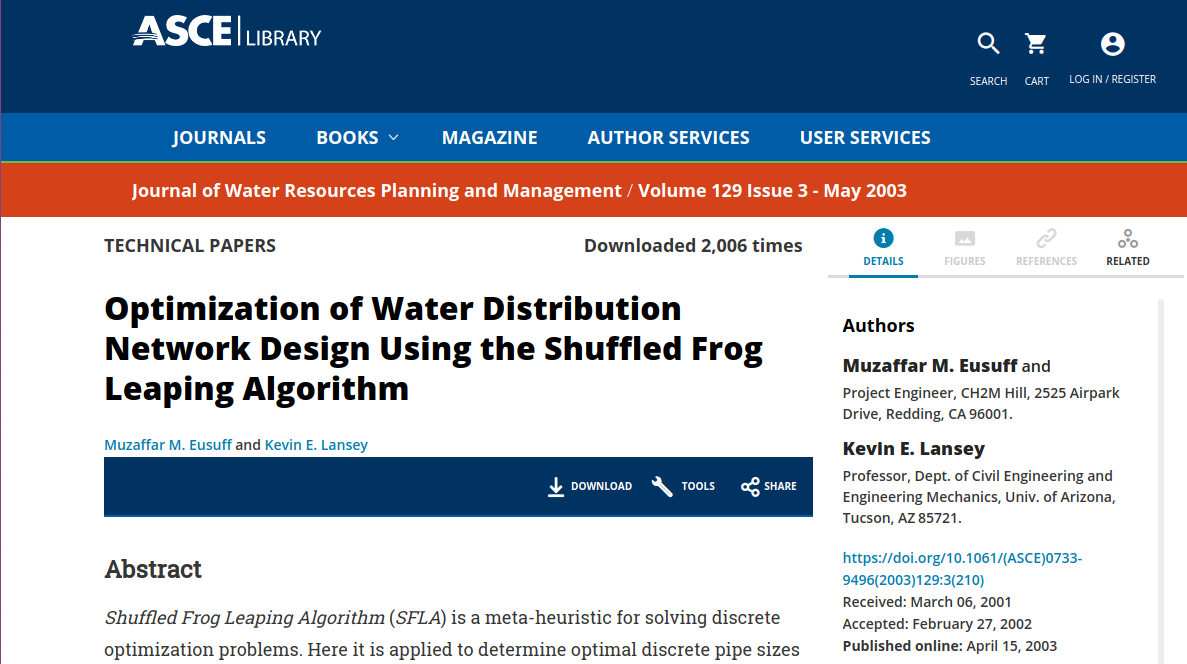 ASCE LIBRARY
SEARCH
CART
LOG IN / REGISTER
JOURNALS
BOOKS
MAGAZINE
AUTHOR SERVICES
USER SERVICES
Journal of Water Resources Planning and Management / Volume 129 Issue 3 - May 2003
TECHNICAL PAPERS
Downloaded 2,006 times
Optimization of Water Distribution
Network Design Using the Shuffled Frog
Leaping Algorithm
Muzaffar M. Eusuff and Kevin E. Lansey
DOWNLOAD
TOOLS
SHARE
Abstract
Shuffled Frog Leaping Algorithm (SFLA) is a meta-heuristic for solving discrete
optimization problems. Here it is applied to determine optimal discrete pipe sizes
DETAILS
FIGURES
REFERENCES
RELATED
Authors
Muzaffar M. Eusuff and
Project Engineer, CH2M Hill, 2525 Airpark
Drive, Redding, CA 96001.
Kevin E. Lansey
Professor, Dept. of Civil Engineering and
Engineering Mechanics, Univ. of Arizona,
Tucson, AZ 85721.
https://doi.org/10.1061/(ASCE)0733-
9496(2003)129:3(210)
Received: March 06, 2001
Accepted: February 27, 2002
Published online: April 15, 2003